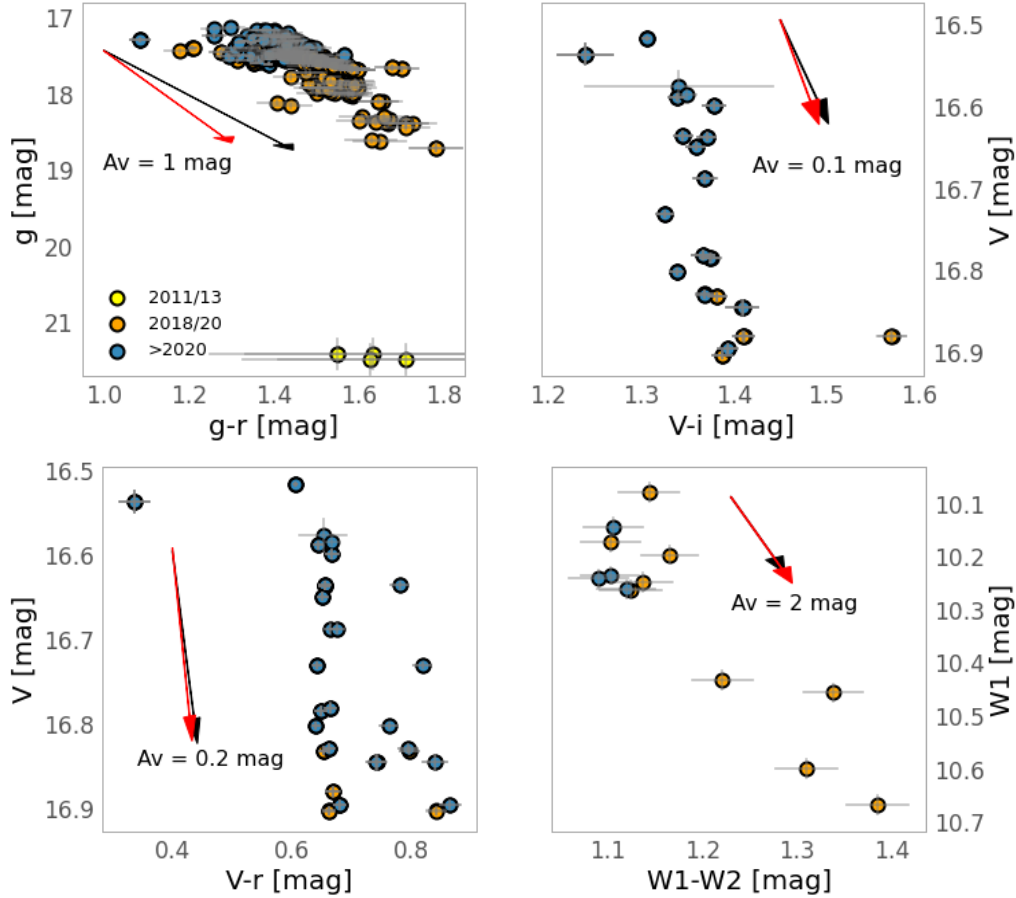 17
18
19
20
21
g [mag]
Av = 1 mag
2011/13
2018/20
>2020
1.0 1.2 1.4 1.6 1.8
g-r [mag]
16.5
16.6
16.7
16.8
16.9
V [mag]
Av = 0.1 mag
1.2 1.3 1.4 1.5 1.6
V-i [mag]
16.5
16.6
16.7
16.8
16.9
V [mag]
Av = 0.2 mag
0.4 0.6 0.8
V-r [mag]
10.1
10.2
10.3
10.4
10.5
10.6
10.7
W1 [mag]
Av = 2 mag
1.1 1.2 1.3 1.4
W1-W2 [mag]